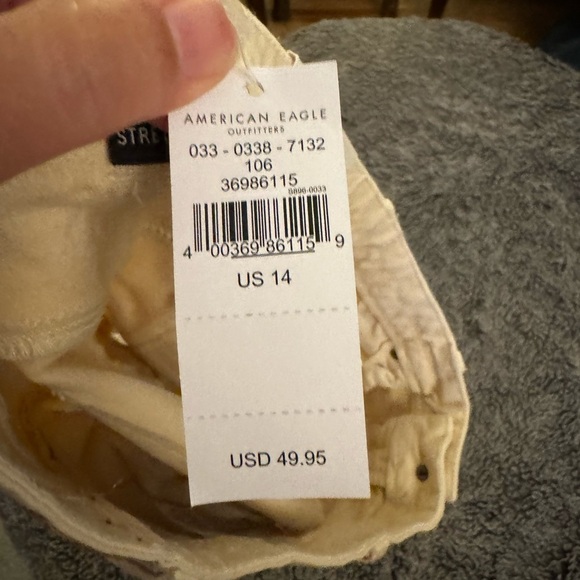 STRE
AMERICAN EAGLE
OUTFITTERS
033 - 0338 - 7132
106
36986115
0896-0033
4 00369 86115 9
US 14
USD 49.95